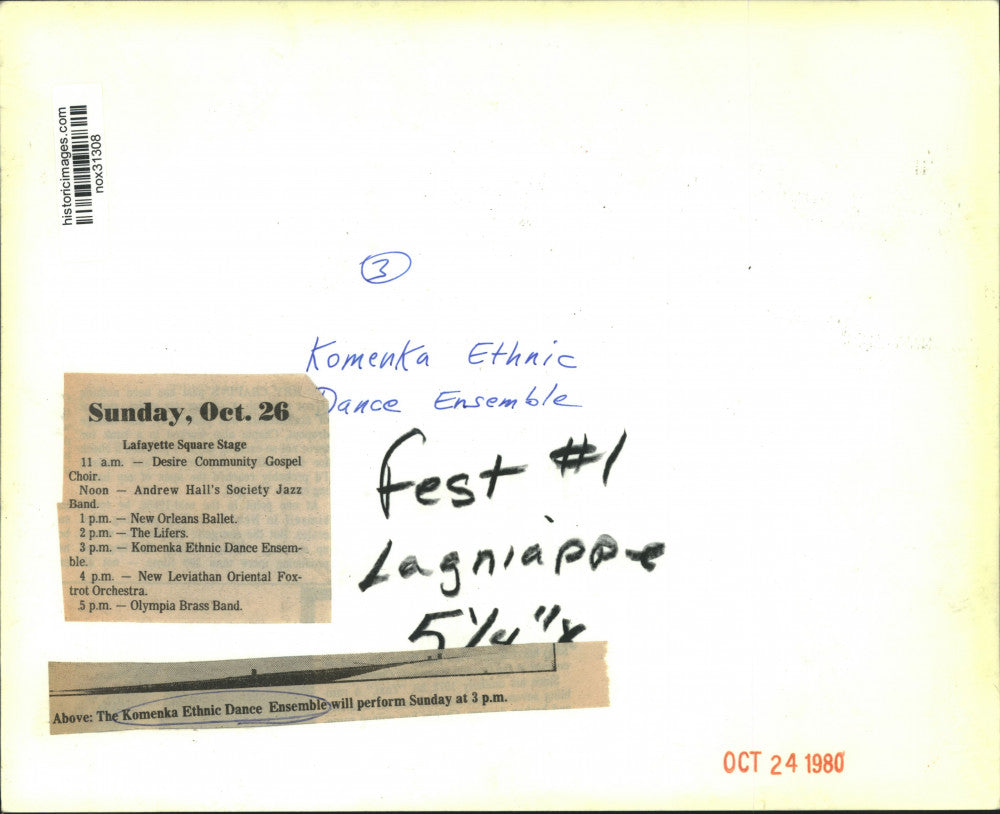 historicimages.com
nox31308
3
Komenka Ethnic
Dance Ensemble
Sunday, Oct. 26
Lafayette Square Stage
11 a.m. — Desire Community Gospel
Choir.
Noon — Andrew Hall's Society Jazz
Band.
1 p.m. — New Orleans Ballet.
2 p.m. — The Lifers.
3 p.m. — Komenka Ethnic Dance Ensem-
ble.
4 p.m. — New Leviathan Oriental Fox-
trot Orchestra.
5 p.m. — Olympia Brass Band.
Fest #1
Lagniappe
5 1/4" x
Above: The Komenka Ethnic Dance Ensemble will perform Sunday at 3 p.m.
OCT 24 1980